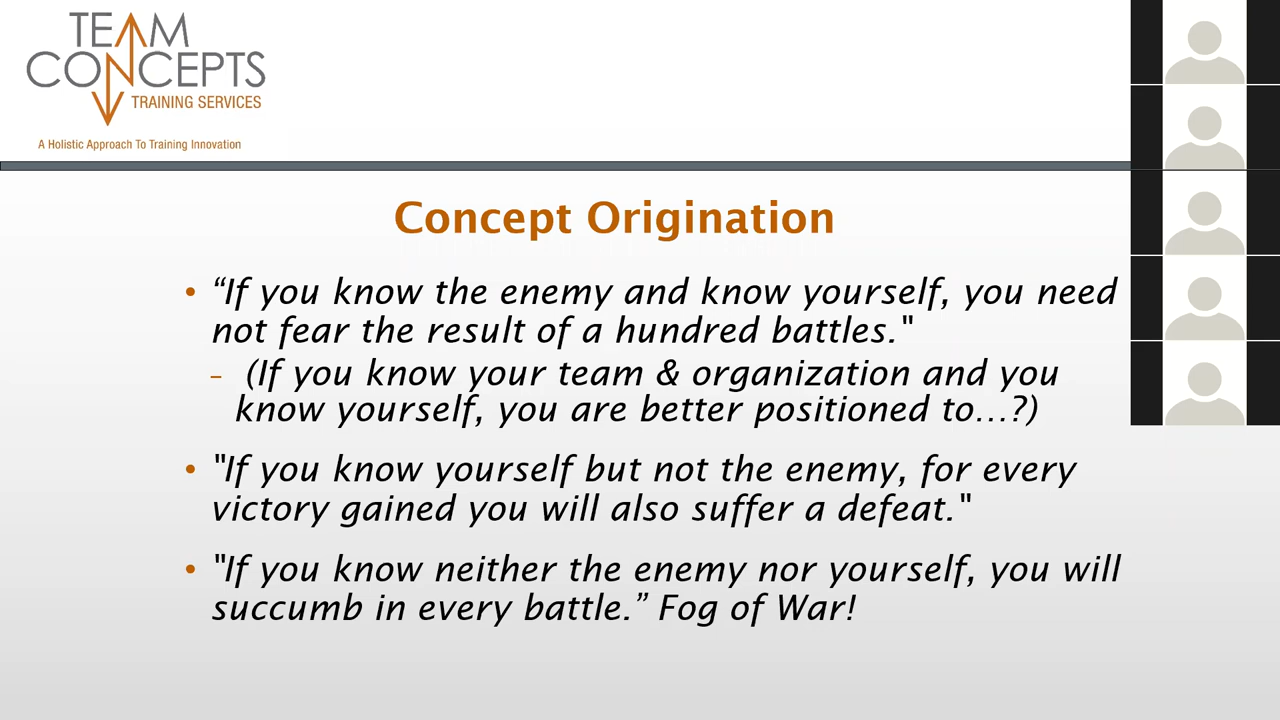 TEAM
CONCEPTS
TRAINING SERVICES
A Holistic Approach To Training Innovation
Concept Origination
• “If you know the enemy and know yourself, you need
not fear the result of a hundred battles."
– (If you know your team & organization and you
know yourself, you are better positioned to…?)
• "If you know yourself but not the enemy, for every
victory gained you will also suffer a defeat."
• "If you know neither the enemy nor yourself, you will
succumb in every battle.” Fog of War!